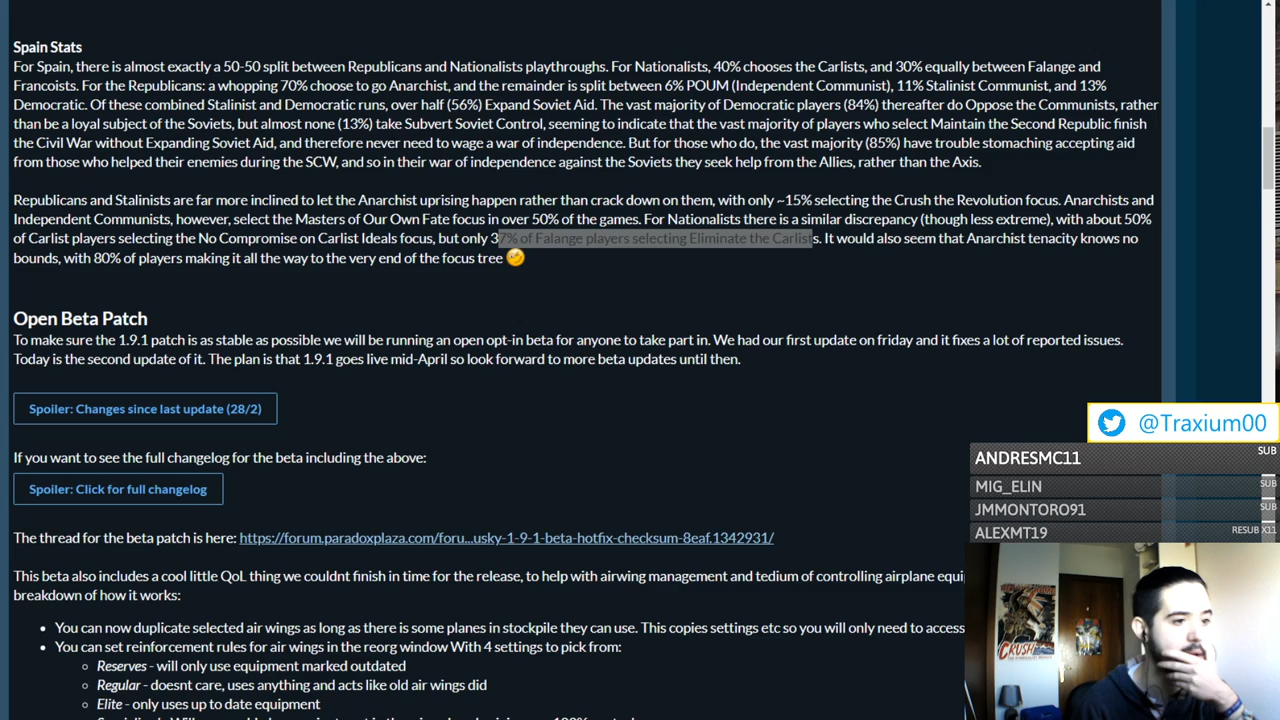 Spain Stats
For Spain, there is almost exactly a 50-50 split between Republicans and Nationalists playthroughs. For Nationalists, 40% chooses the Carlists, and 30% equally between Falange and
Francoists. For the Republicans: a whopping 70% choose to go Anarchist, and the remainder is split between 6% POUM (Independent Communist), 11% Stalinist Communist, and 13%
Democratic. Of these combined Stalinist and Democratic runs, over half (56%) Expand Soviet Aid. The vast majority of Democratic players (84%) thereafter do Oppose the Communists, rather
than be a loyal subject of the Soviets, but almost none (13%) take Subvert Soviet Control, seeming to indicate that the vast majority of players who select Maintain the Second Republic finish
the Civil War without Expanding Soviet Aid, and therefore never need to wage a war of independence. But for those who do, the vast majority (85%) have trouble stomaching accepting aid
from those who helped their enemies during the SCW, and so in their war of independence against the Soviets they seek help from the Allies, rather than the Axis.
Republicans and Stalinists are far more inclined to let the Anarchist uprising happen rather than crack down on them, with only ~15% selecting the Crush the Revolution focus. Anarchists and
Independent Communists, however, select the Masters of Our Own Fate focus in over 50% of the games. For Nationalists there is a similar discrepancy (though less extreme), with about 50%
of Carlist players selecting the No Compromise on Carlist Ideals focus, but only 37% of Falange players selecting Eliminate the Carlists. It would also seem that Anarchist tenacity knows no
bounds, with 80% of players making it all the way to the very end of the focus tree
Open Beta Patch
To make sure the 1.9.1 patch is as stable as possible we will be running an open opt-in beta for anyone to take part in. We had our first update on friday and it fixes a lot of reported issues.
Today is the second update of it. The plan is that 1.9.1 goes live mid-April so look forward to more beta updates until then.
Spoiler: Changes since last update (28/2)
@Traxium00
If you want to see the full changelog for the beta including the above:
ANDRESMC11 SUB
MIG_ELIN SUB
Spoiler: Click for full changelog
JMMONTORO91 SUB
ALEXMT19 RESUB X11
The thread for the beta patch is here: https://forum.paradoxplaza.com/foru...usky-1-9-1-beta-hotfix-checksum-8eaf.1342931/
This beta also includes a cool little QoL thing we couldnt finish in time for the release, to help with airwing management and tedium of controlling airplane equi
breakdown of how it works:
You can now duplicate selected air wings as long as there is some planes in stockpile they can use. This copies settings etc so you will only need to access
You can set reinforcement rules for air wings in the reorg window With 4 settings to pick from:
Reserves - will only use equipment marked outdated
Regular - doesnt care, uses anything and acts like old air wings did
Elite - only uses up to date equipment
CRUSH